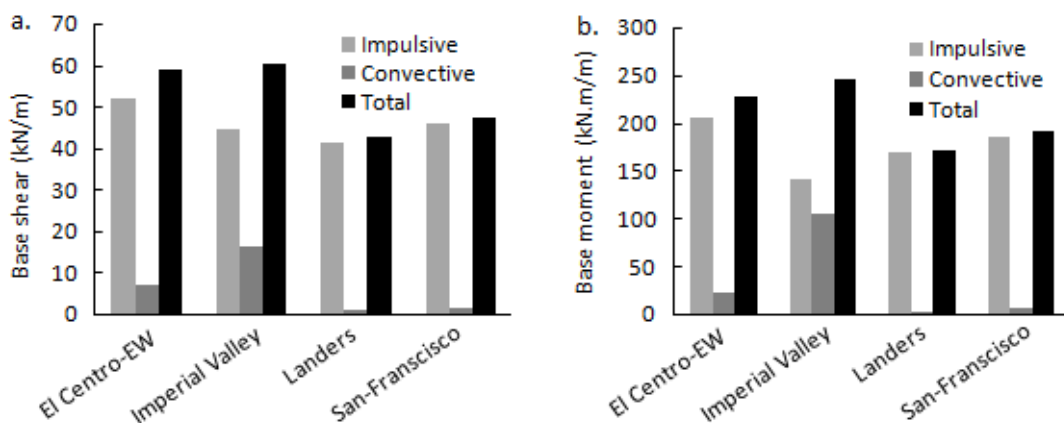 a.
Base shear (kN/m)
70
60
50
40
30
20
10
0
Impulsive
Convective
Total
El Centro-EW
Imperial Valley
Landers
San-Franscisco
b.
Base moment (kN.m/m)
300
250
200
150
100
50
0
Impulsive
Convective
Total
El Centro-EW
Imperial Valley
Landers
San-Franscisco